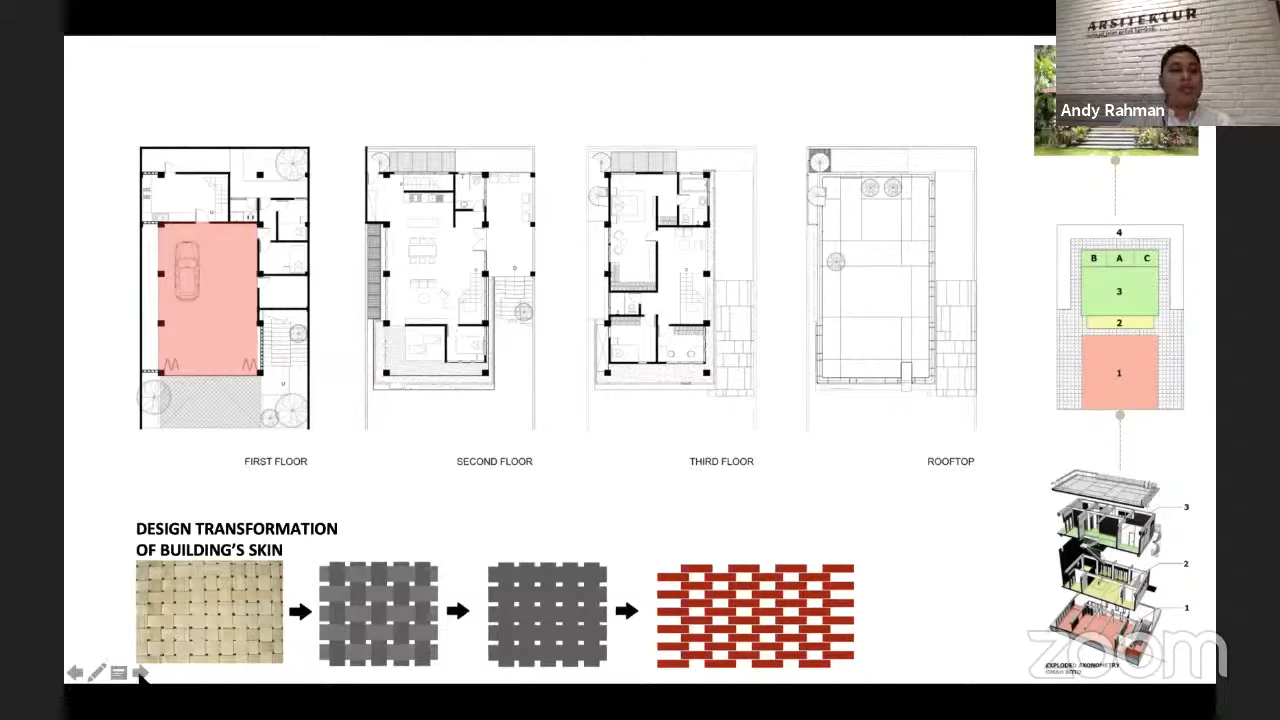 ARSITEKTUR
Andy Rahman
4
B A C
3
2
1
FIRST FLOOR
SECOND FLOOR
THIRD FLOOR
ROOFTOP
3
2
1
DESIGN TRANSFORMATION
OF BUILDING'S SKIN
zoom
EXPLODED AXONOMETRY